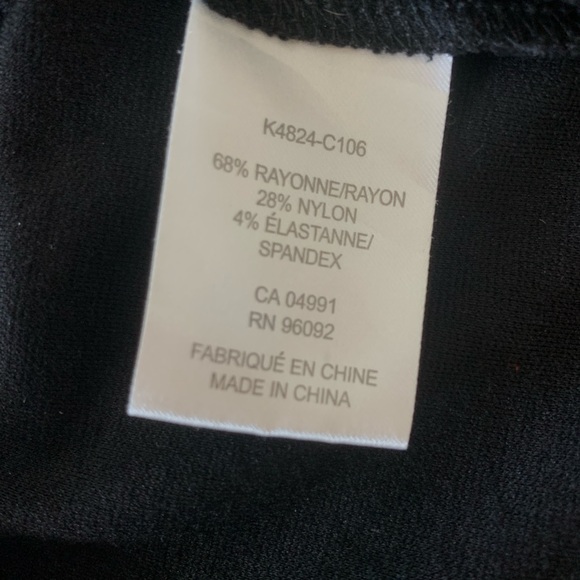 K4824-C106
68% RAYONNE/RAYON
28% NYLON
4% ÉLASTANNE/
SPANDEX
CA 04991
RN 96092
FABRIQUÉ EN CHINE
MADE IN CHINA